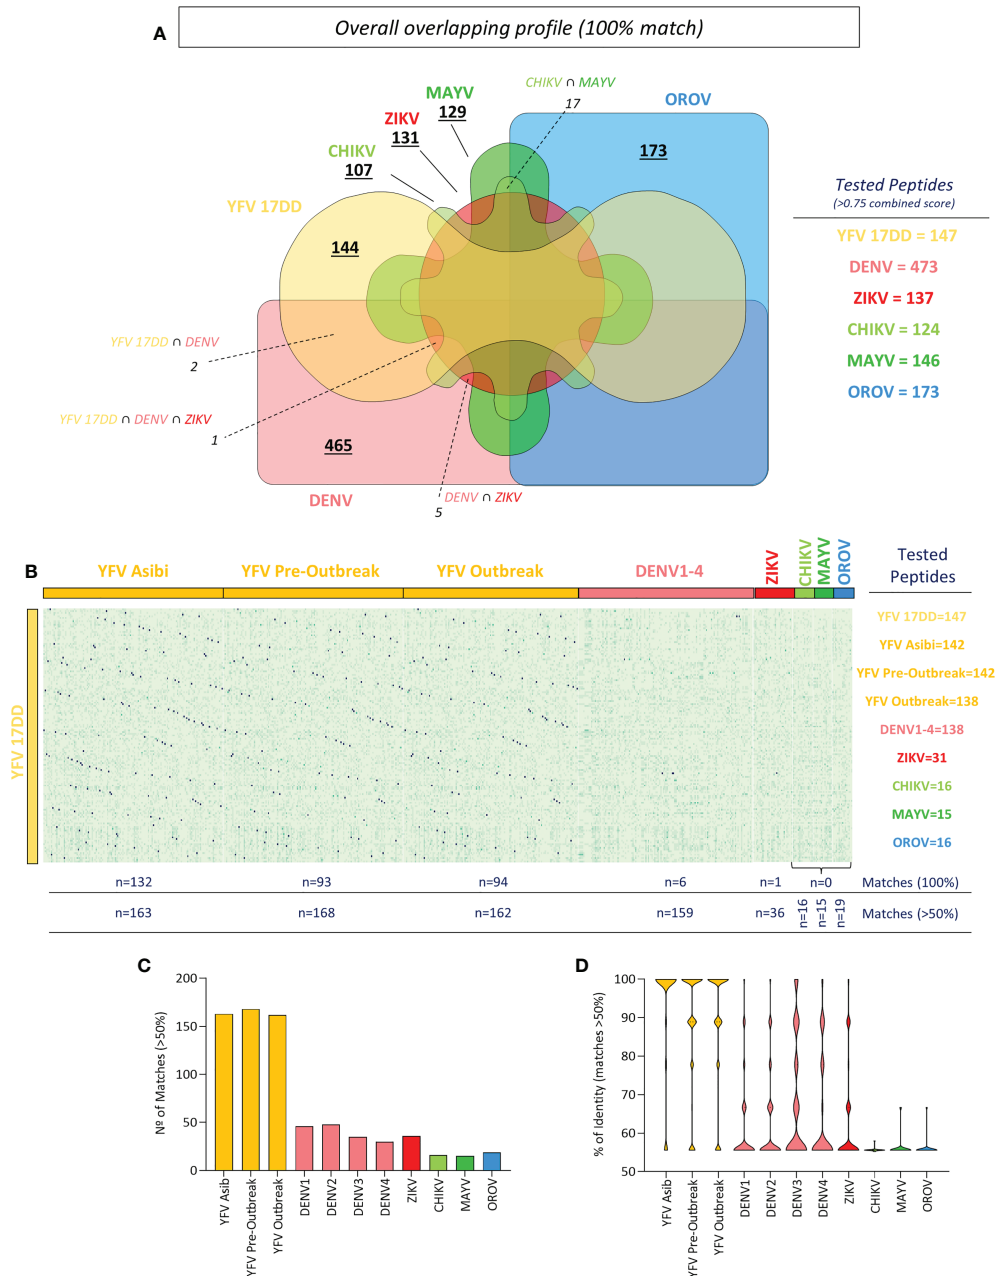 A
Overall overlapping profile (100% match)
CHIKV ∩ MAYV
17
MAYV
129
OROV
ZIKV
131
173
CHIKV
107
YFV 17DD
144
Tested Peptides
(>0.75 combined score)
YFV 17DD = 147
DENV = 473
ZIKV = 137
CHIKV = 124
MAYV = 146
OROV = 173
YFV 17DD ∩ DENV
2
YFV 17DD ∩ DENV ∩ ZIKV
1
465
DENV
DENV ∩ ZIKV
5
B
YFV Asibi
YFV Pre-Outbreak
YFV Outbreak
DENV1-4
ZIKV
CHIKV
MAYV
OROV
Tested
Peptides
YFV 17DD
YFV 17DD=147
YFV Asibi=142
YFV Pre-Outbreak=142
YFV Outbreak=138
DENV1-4=138
ZIKV=31
CHIKV=16
MAYV=15
OROV=16
n=132 n=93 n=94 n=6 n=1 n=0 Matches (100%)
n=163 n=168 n=162 n=159 n=36 n=16 n=15 n=19 Matches (>50%)
C
Nº of Matches (>50%)
200
150
100
50
0
YFV Asib
YFV Pre-Outbreak
YFV Outbreak
DENV1
DENV2
DENV3
DENV4
ZIKV
CHIKV
MAYV
OROV
D
% of Identity (matches >50%)
100
90
80
70
60
50
YFV Asib
YFV Pre-Outbreak
YFV Outbreak
DENV1
DENV2
DENV3
DENV4
ZIKV
CHIKV
MAYV
OROV